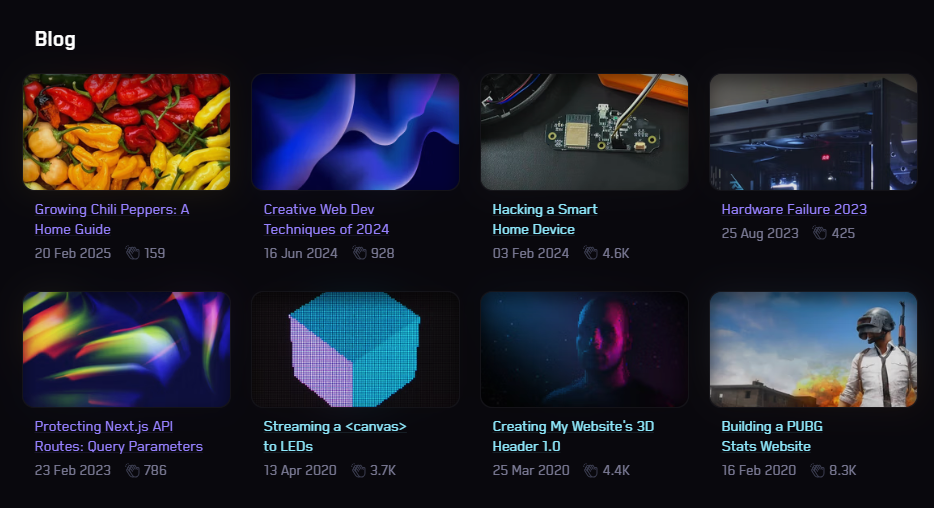 Blog
Growing Chili Peppers: A
Home Guide
20 Feb 2025 159
Creative Web Dev
Techniques of 2024
16 Jun 2024 928
Hacking a Smart
Home Device
03 Feb 2024 4.6K
Hardware Failure 2023
25 Aug 2023 425
Protecting Next.js API
Routes: Query Parameters
23 Feb 2023 786
Streaming a <canvas>
to LEDs
13 Apr 2020 3.7K
Creating My Website's 3D
Header 1.0
25 Mar 2020 4.4K
Building a PUBG
Stats Website
16 Feb 2020 8.3K